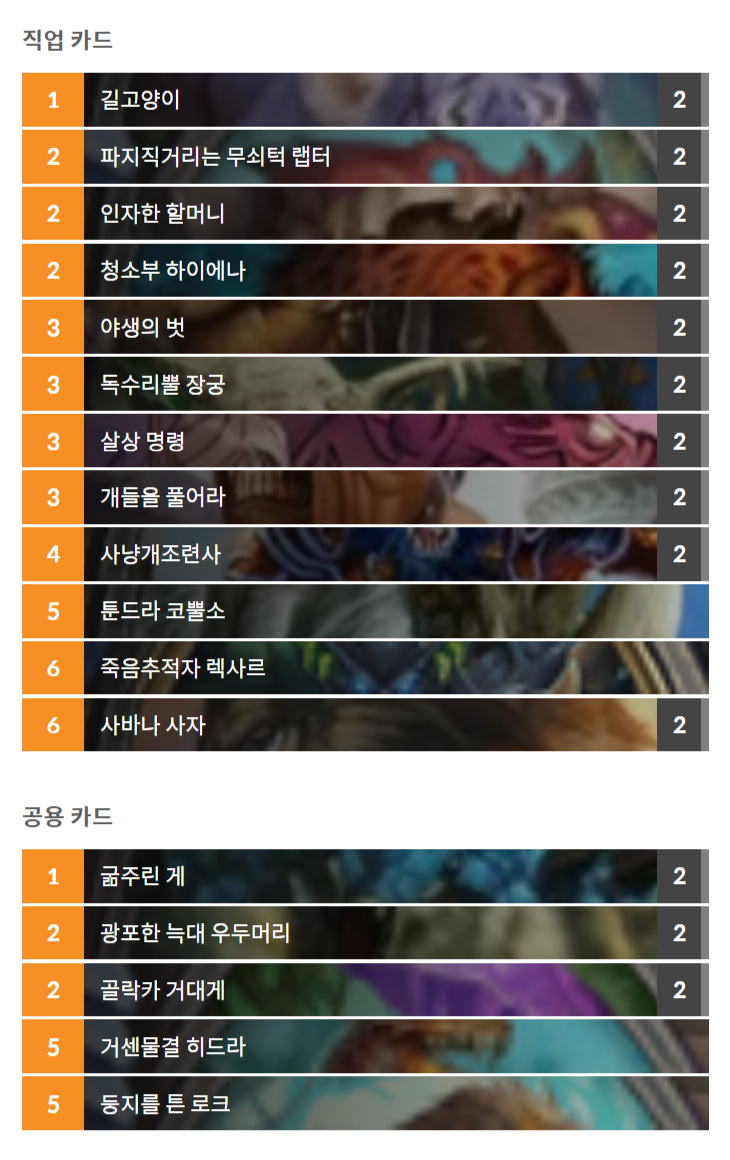 직업 카드
1 길고양이 2
2 파지직거리는 무쇠턱 랩터 2
2 인자한 할머니 2
2 청소부 하이에나 2
3 야생의 벗 2
3 독수리뿔 장궁 2
3 살상 명령 2
3 개들을 풀어라 2
4 사냥개조련사 2
5 툰드라 코뿔소
6 죽음추적자 렉사르
6 사바나 사자 2
공용 카드
1 굶주린 게 2
2 광포한 늑대 우두머리 2
2 골락카 거대게 2
5 거센물결 히드라
5 둥지를 튼 로크